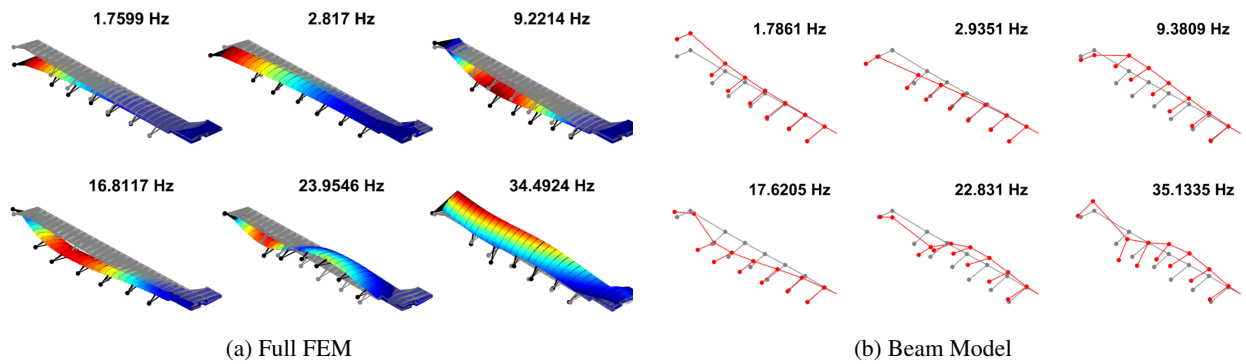 1.7599 Hz
2.817 Hz
9.2214 Hz
16.8117 Hz
23.9546 Hz
34.4924 Hz
(a) Full FEM
1.7861 Hz
2.9351 Hz
9.3809 Hz
17.6205 Hz
22.831 Hz
35.1335 Hz
(b) Beam Model